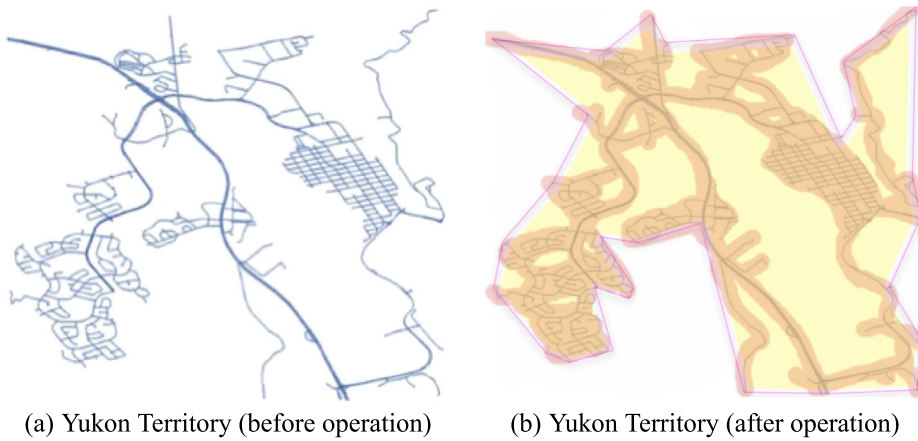 (a) Yukon Territory (before operation)
(b) Yukon Territory (after operation)